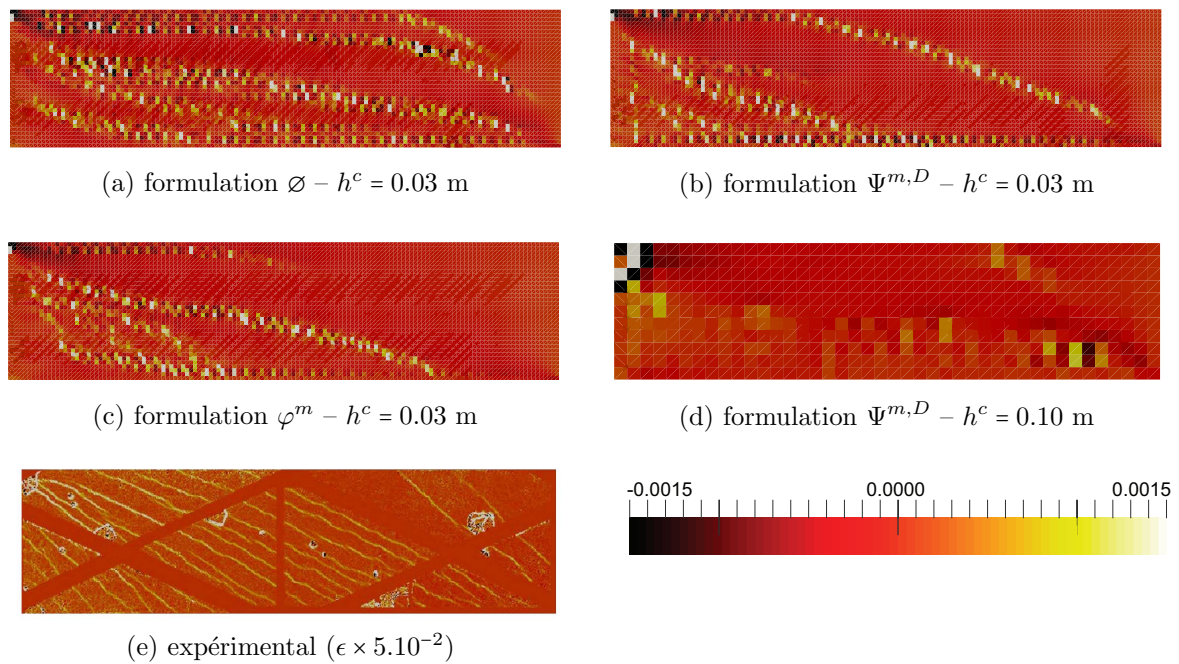 (a) formulation ∅ – h^c = 0.03 m
(b) formulation Ψ^{m,D} – h^c = 0.03 m
(c) formulation φ^m – h^c = 0.03 m
(d) formulation Ψ^{m,D} – h^c = 0.10 m
-0.0015 0.0000 0.0015
(e) expérimental (ϵ × 5.10^{−2})